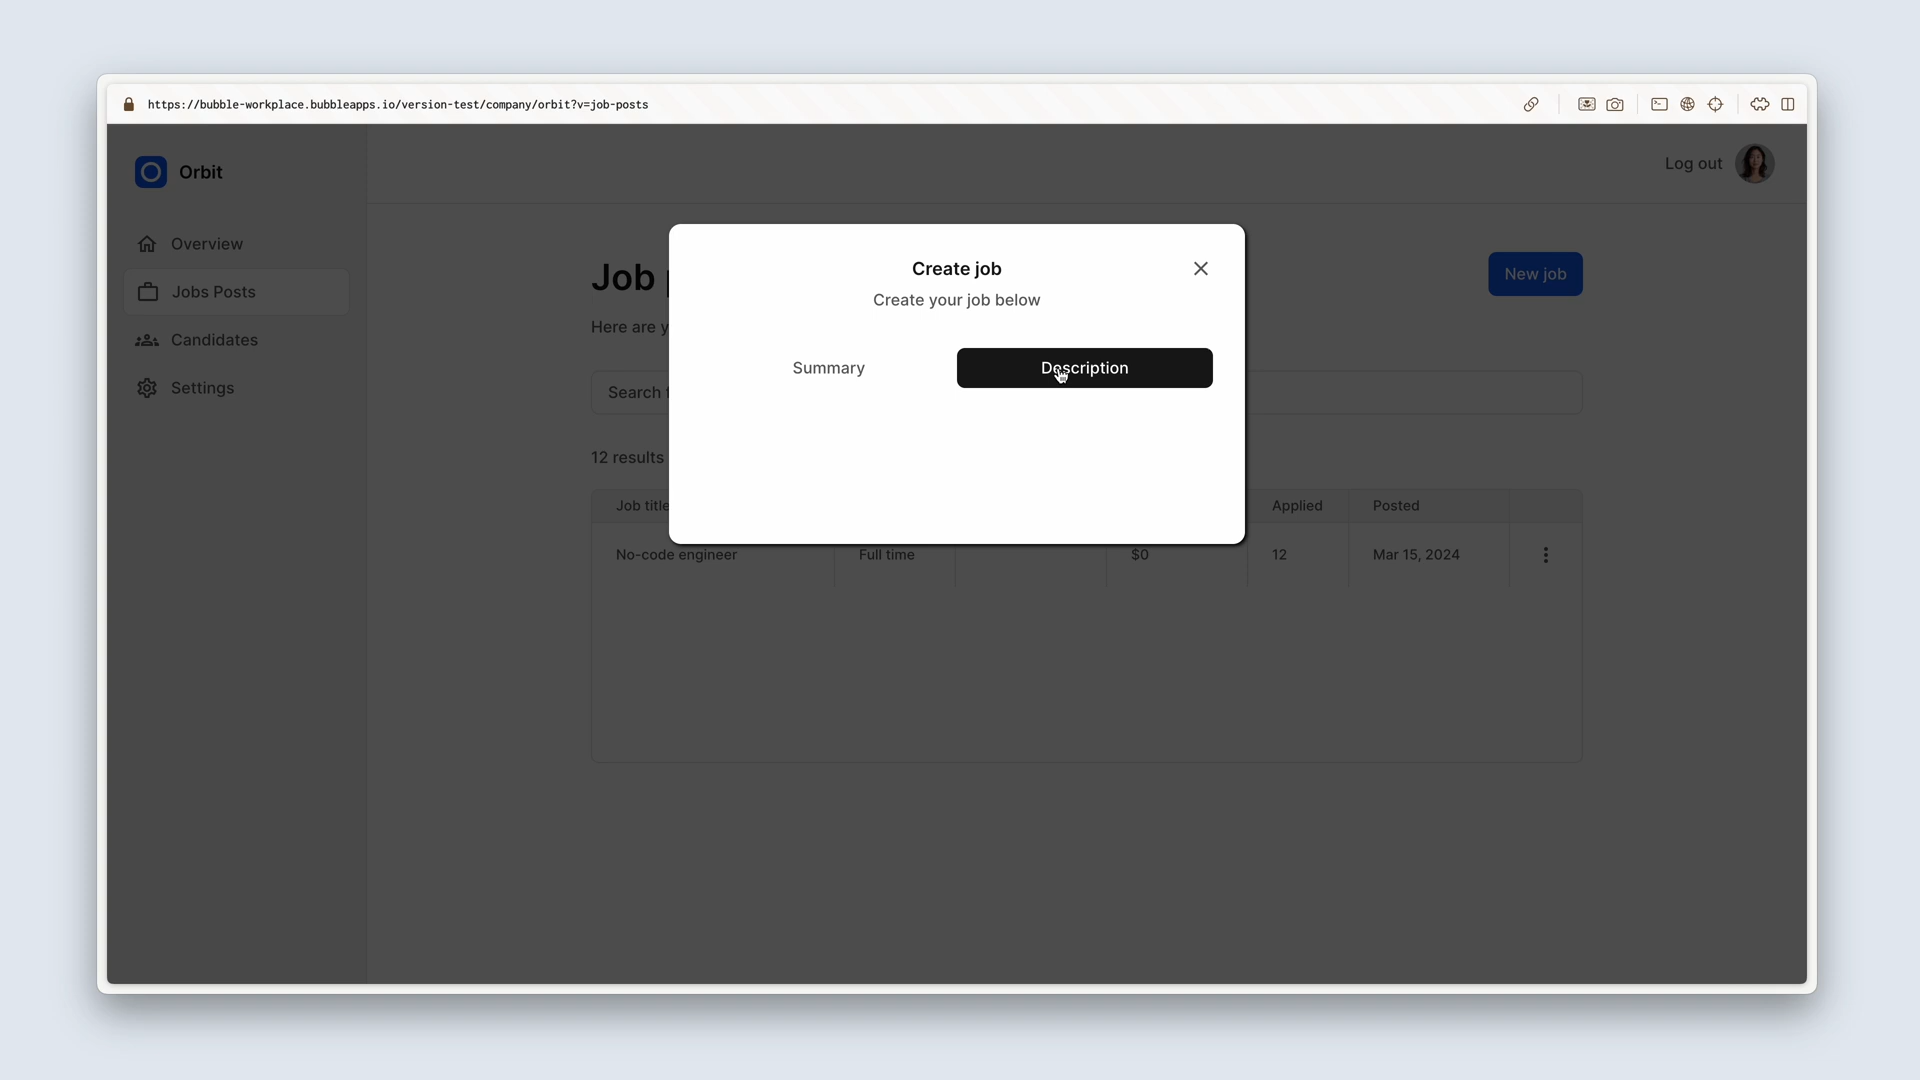 https://bubble-workplace.bubbleapps.io/version-test/company/orbit?v=job-posts
Orbit
Log out
Overview
Jobs Posts
Candidates
Settings
Job
New job
Here are
Search
12 results
Create job
Create your job below
Summary
Description
Job title
Applied
Posted
No-code engineer
Full time
$0
12
Mar 15, 2024